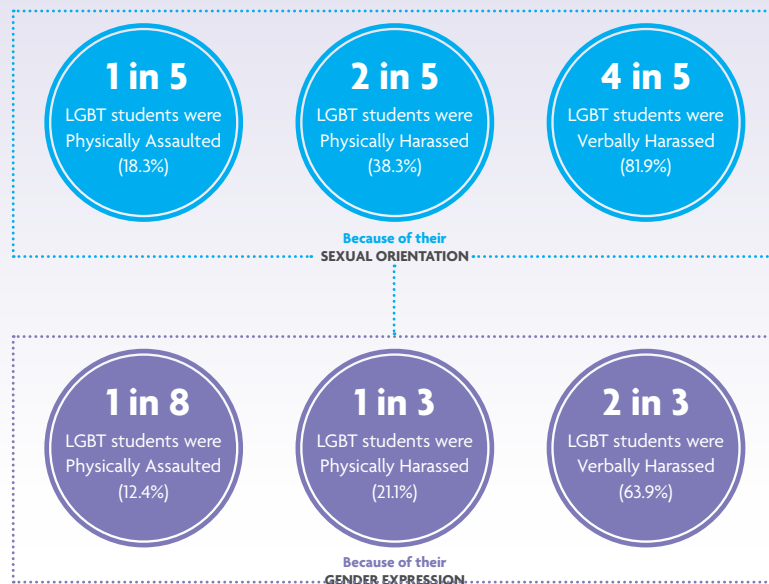 1 in 5
LGBT students were
Physically Assaulted
(18.3%)
2 in 5
LGBT students were
Physically Harassed
(38.3%)
4 in 5
LGBT students were
Verbally Harassed
(81.9%)
Because of their
SEXUAL ORIENTATION
1 in 8
LGBT students were
Physically Assaulted
(12.4%)
1 in 3
LGBT students were
Physically Harassed
(21.1%)
2 in 3
LGBT students were
Verbally Harassed
(63.9%)
Because of their
GENDER EXPRESSION